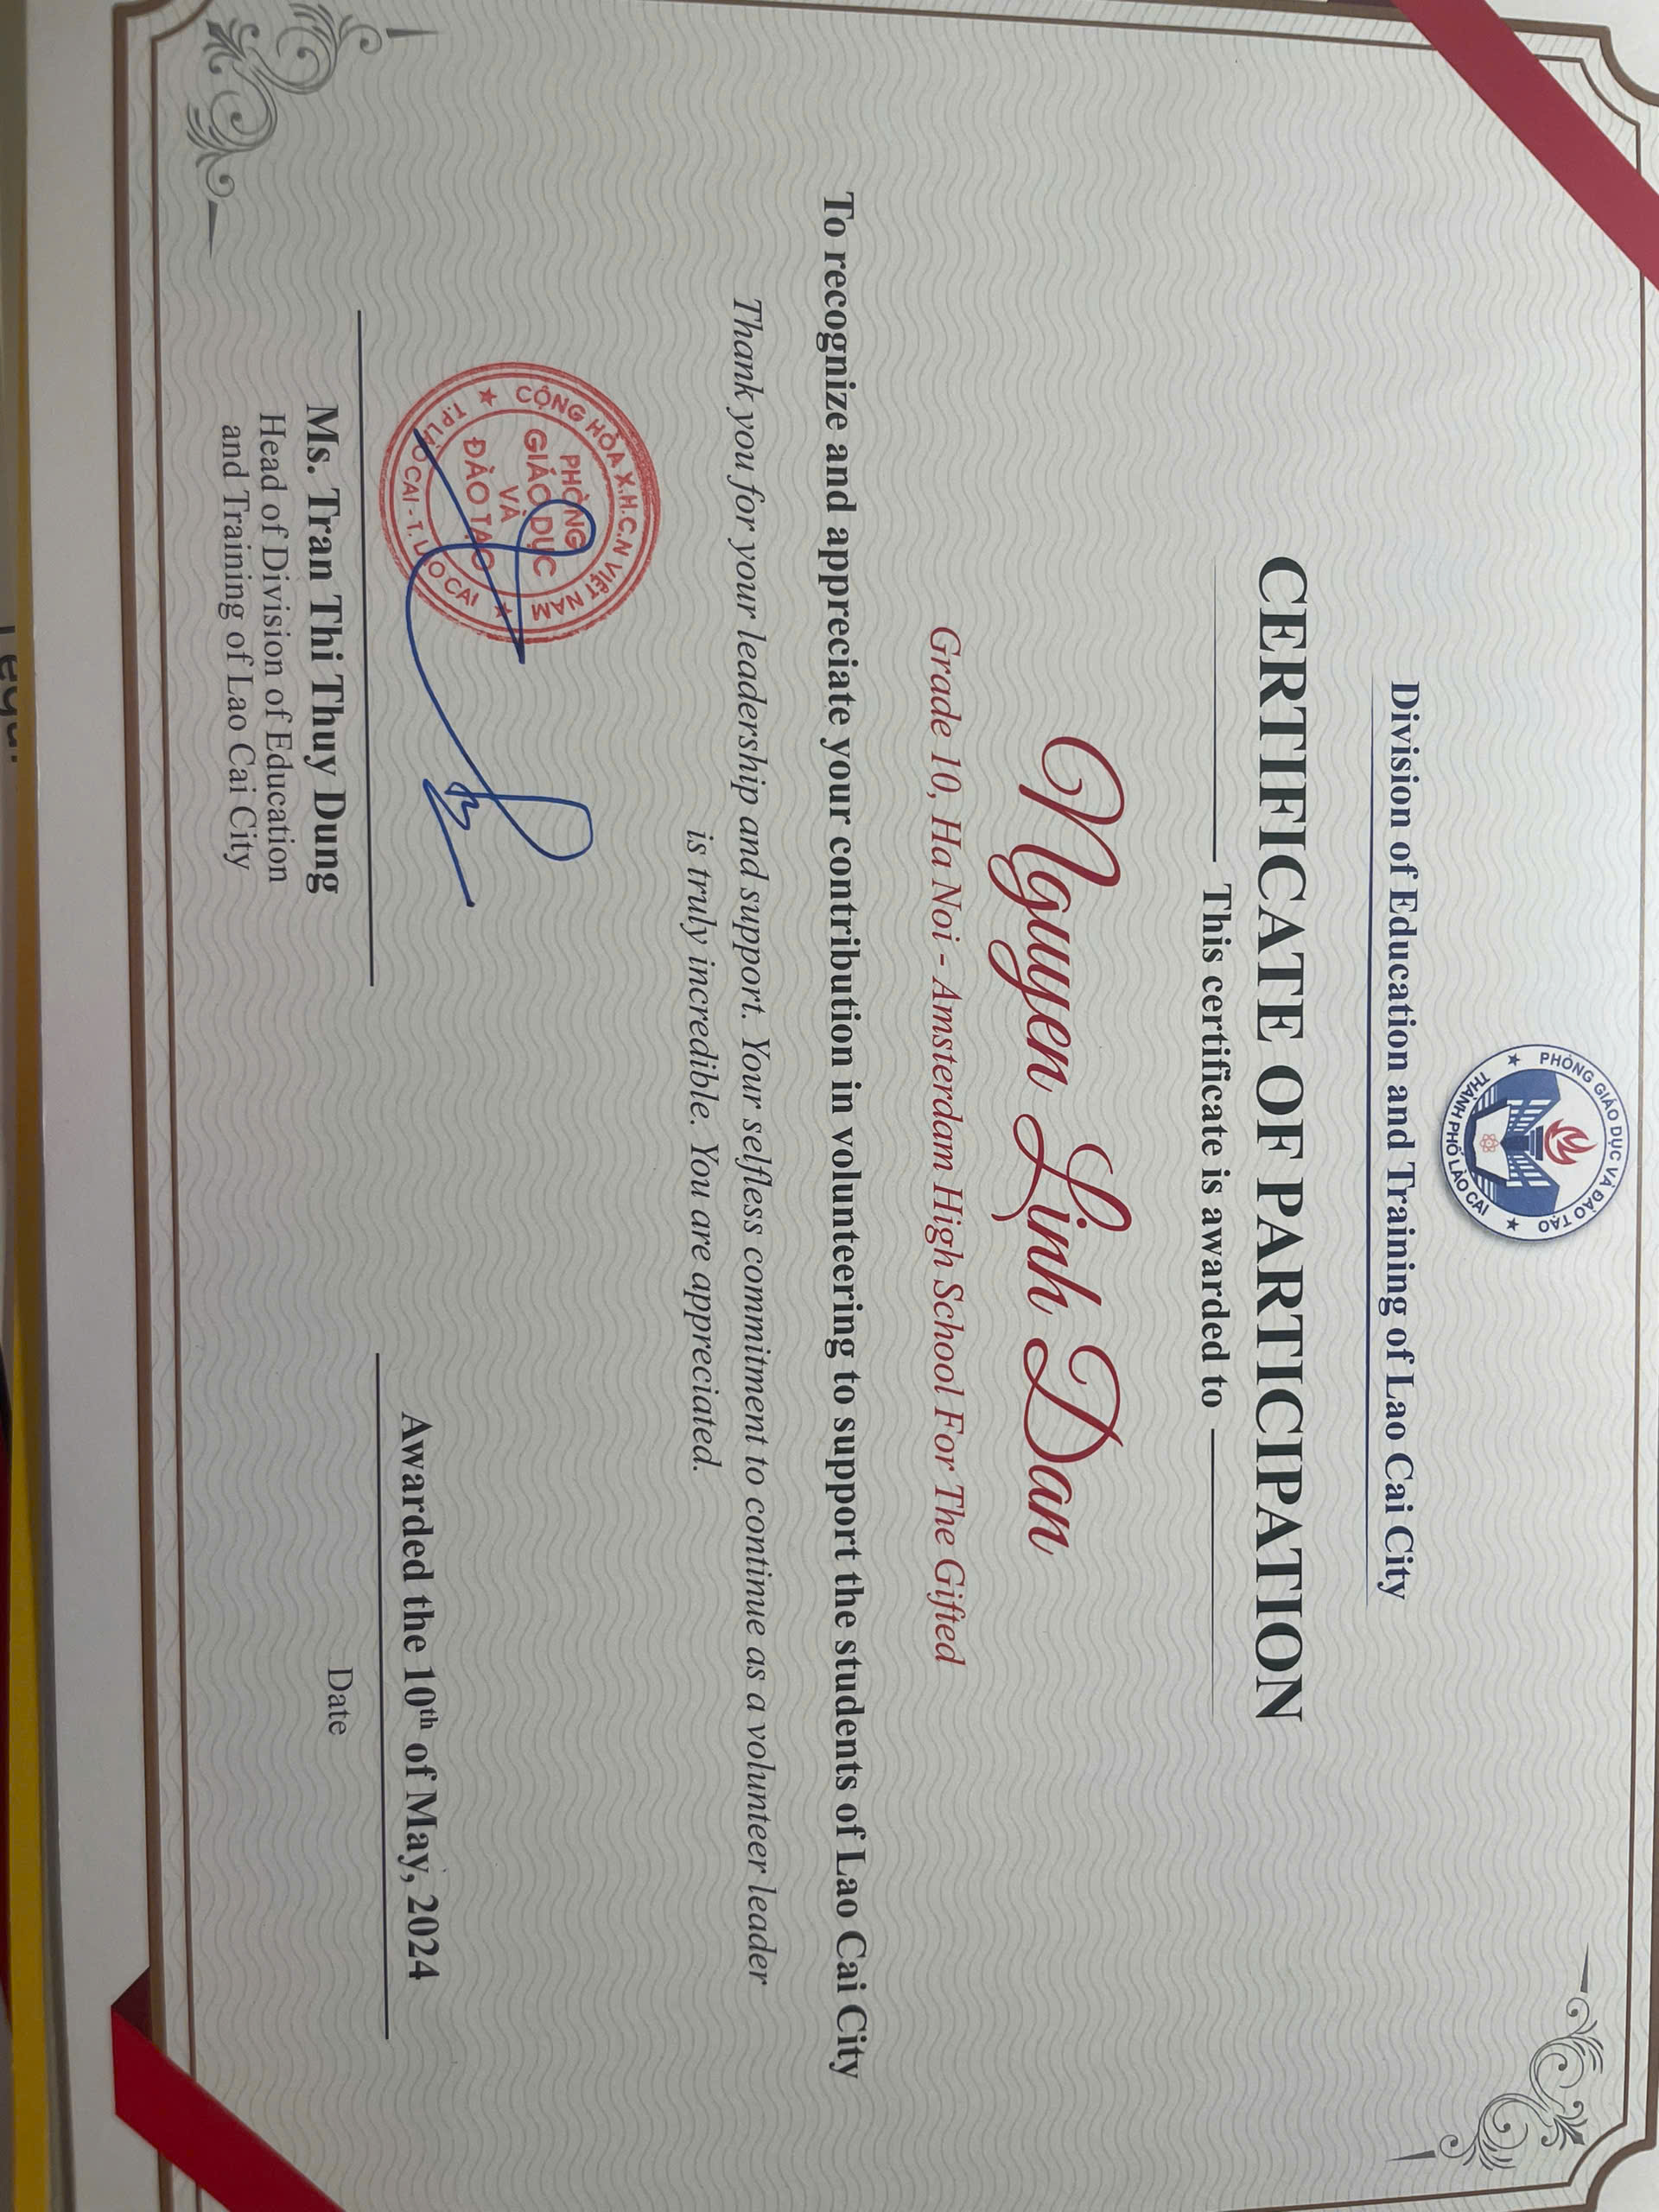 PHÒNG GIÁO DỤC VÀ ĐÀO TẠO
THÀNH PHỐ LÀO CAI
Division of Education and Training of Lao Cai City
CERTIFICATE OF PARTICIPATION
This certificate is awarded to
Nguyen Linh Dan
Grade 10, Ha Noi - Amsterdam High School For The Gifted
To recognize and appreciate your contribution in volunteering to support the students of Lao Cai City
Thank you for your leadership and support. Your selfless commitment to continue as a volunteer leader
is truly incredible. You are appreciated.
CỘNG HÒA X.H.C.N VIỆT NAM
PHÒNG
GIÁO DỤC
VÀ
ĐÀO TẠO
T.P LÀO CAI - T. LÀO CAI
Awarded the 10th of May, 2024
Date
Ms. Tran Thi Thuy Dung
Head of Division of Education
and Training of Lao Cai City